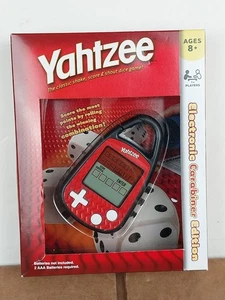 Yahtzee
The classic shake, score & shout dice game!
AGES
8+
PLAYERS
Score the most
points by rolling
the winning
combination!
Yahtzee
Electronic Carabiner Edition
Batteries not included.
2 AAA Batteries required.